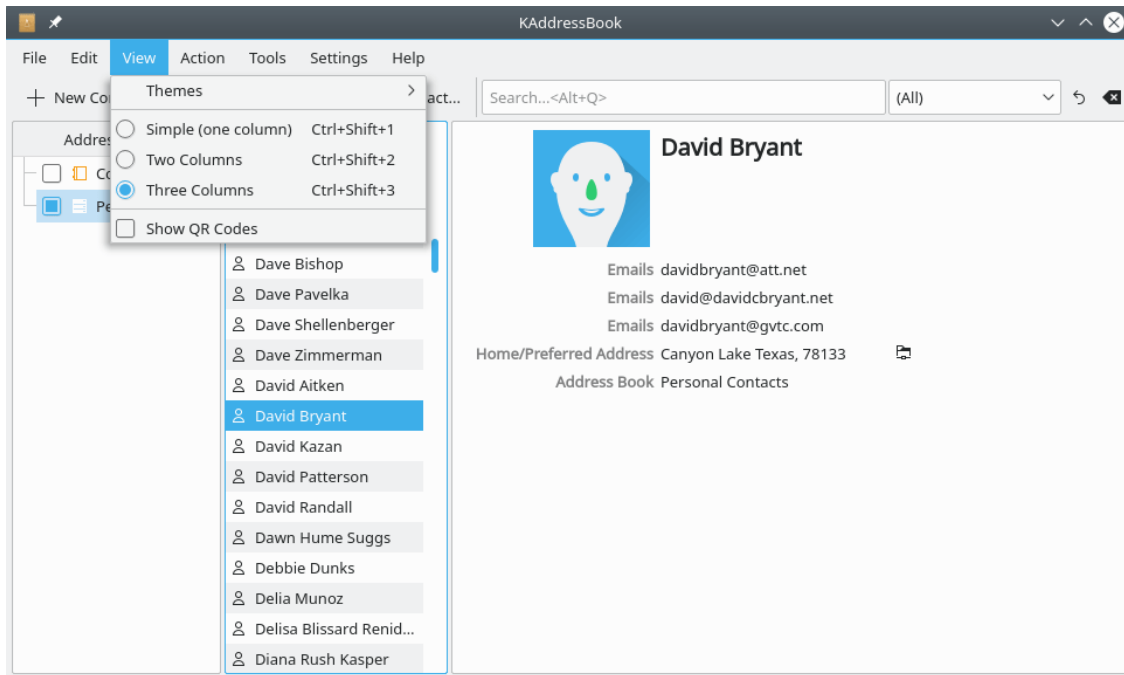 KAddressBook
File Edit View Action Tools Settings Help
New Co act... Search...<Alt+Q> (All)
Themes
Simple (one column) Ctrl+Shift+1
Two Columns Ctrl+Shift+2
Three Columns Ctrl+Shift+3
Show QR Codes
Addre
Co
Pe
Dave Bishop
Dave Pavelka
Dave Shellenberger
Dave Zimmerman
David Aitken
David Bryant
David Kazan
David Patterson
David Randall
Dawn Hume Suggs
Debbie Dunks
Delia Munoz
Delisa Blissard Renid...
Diana Rush Kasper
David Bryant
Emails davidbryant@att.net
Emails david@davidcbryant.net
Emails davidbryant@gvtc.com
Home/Preferred Address Canyon Lake Texas, 78133
Address Book Personal Contacts